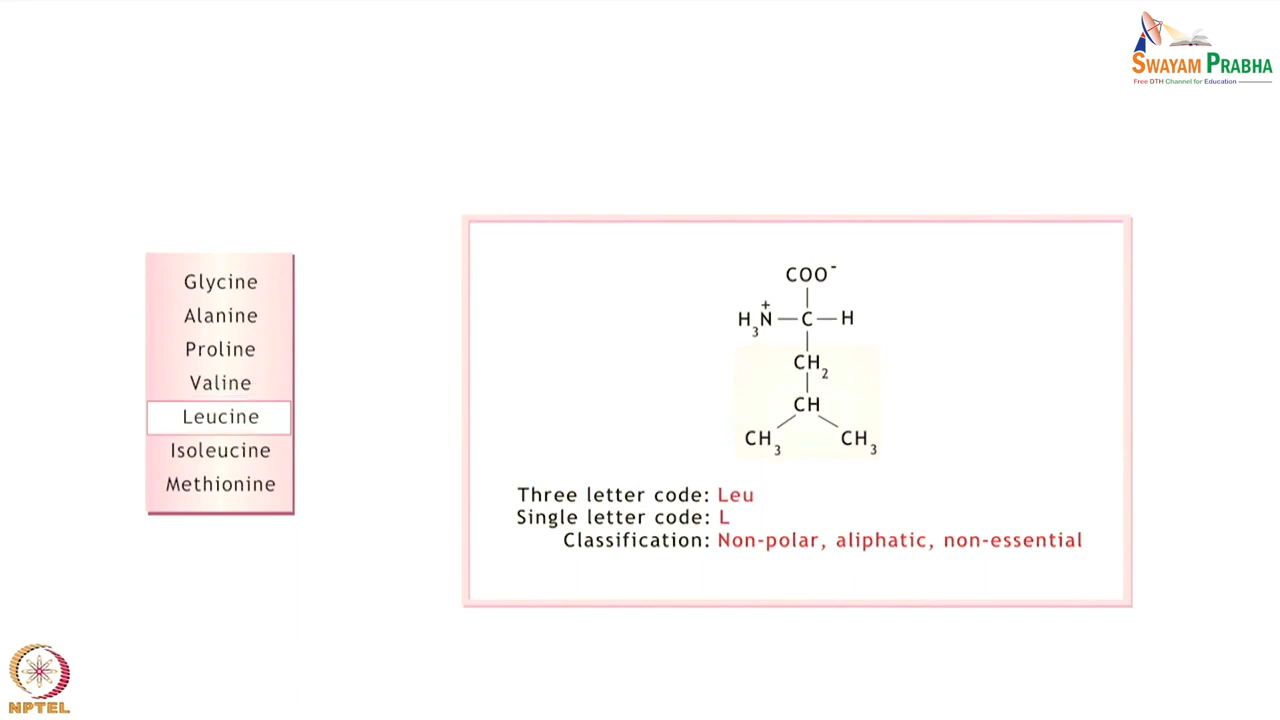 SWAYAM PRABHA
Free DTH Channel for Education
Glycine
Alanine
Proline
Valine
Leucine
Isoleucine
Methionine
COO⁻
H₃N⁺—C—H
CH₂
CH
CH₃ CH₃
Three letter code: Leu
Single letter code: L
Classification: Non-polar, aliphatic, non-essential
NPTEL